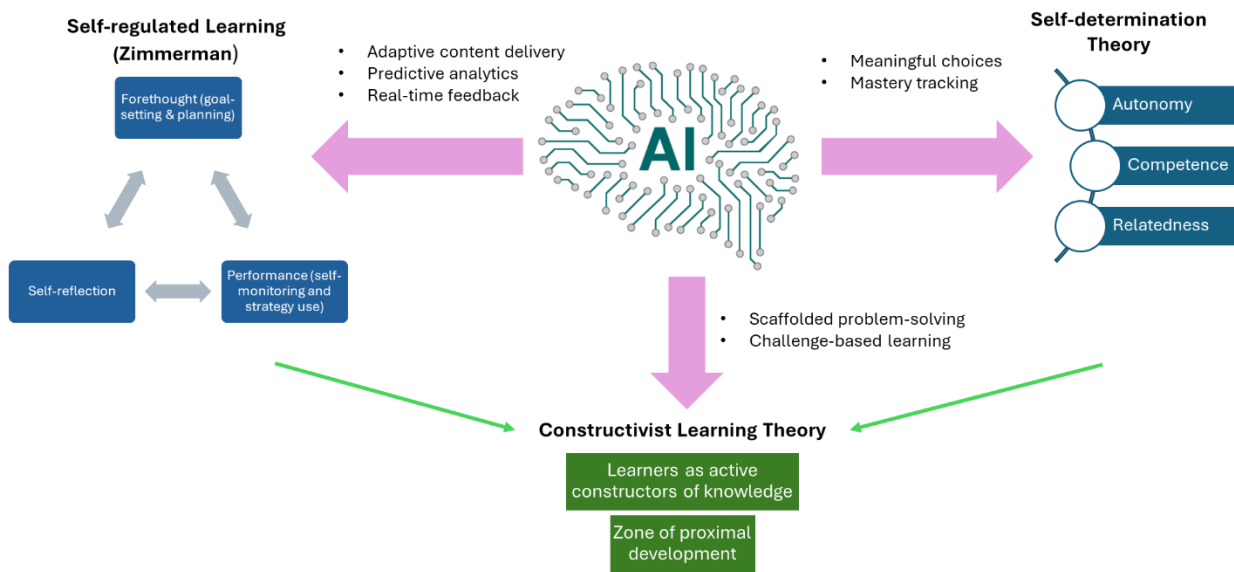 Self-regulated Learning
(Zimmerman)
Forethought (goal-
setting & planning)
Self-reflection
Performance (self-
monitoring and
strategy use)
• Adaptive content delivery
• Predictive analytics
• Real-time feedback
AI
• Meaningful choices
• Mastery tracking
Self-determination
Theory
Autonomy
Competence
Relatedness
• Scaffolded problem-solving
• Challenge-based learning
Constructivist Learning Theory
Learners as active
constructors of knowledge
Zone of proximal
development